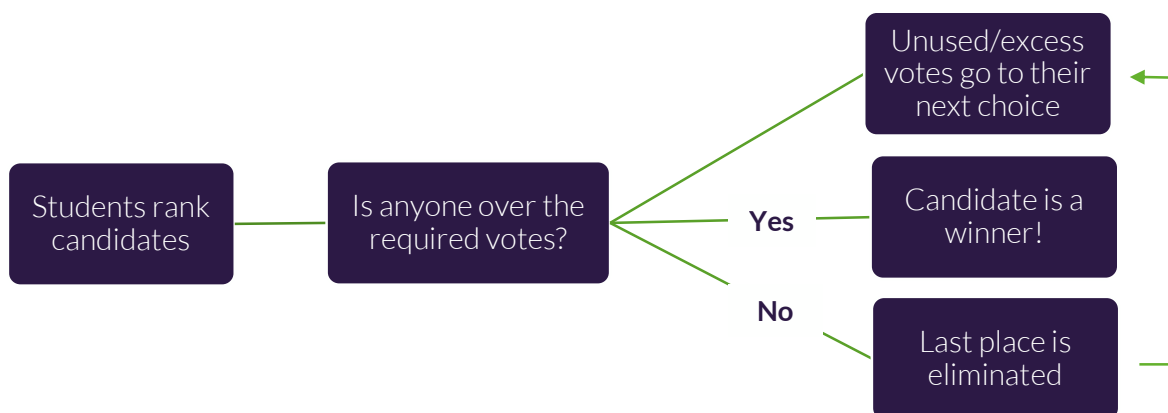 Students rank
candidates
Is anyone over the
required votes?
Unused/excess
votes go to their
next choice
Yes
Candidate is a
winner!
No
Last place is
eliminated